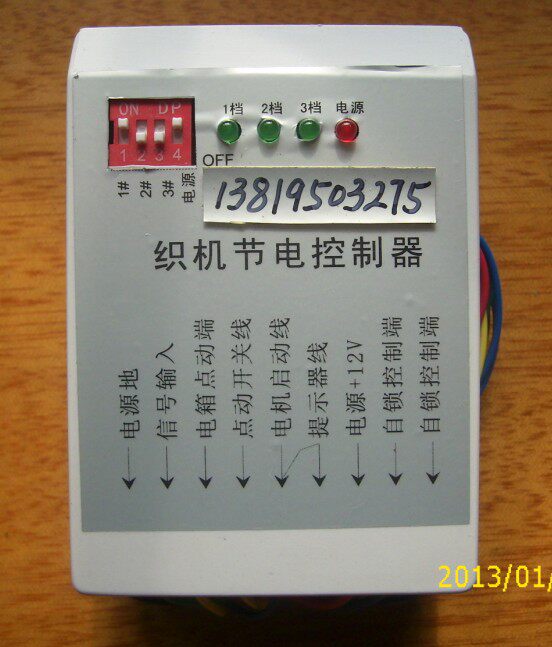 ON DP
1 2 3 4
1# 2# 3# 电源
OFF
1档 2档 3档 电源
13819503275
织机节电控制器
电源地
信号输入
电箱点动端
点动开关线
电机启动线
提示器线
电源+12V
自锁控制端
自锁控制端
2013/01/